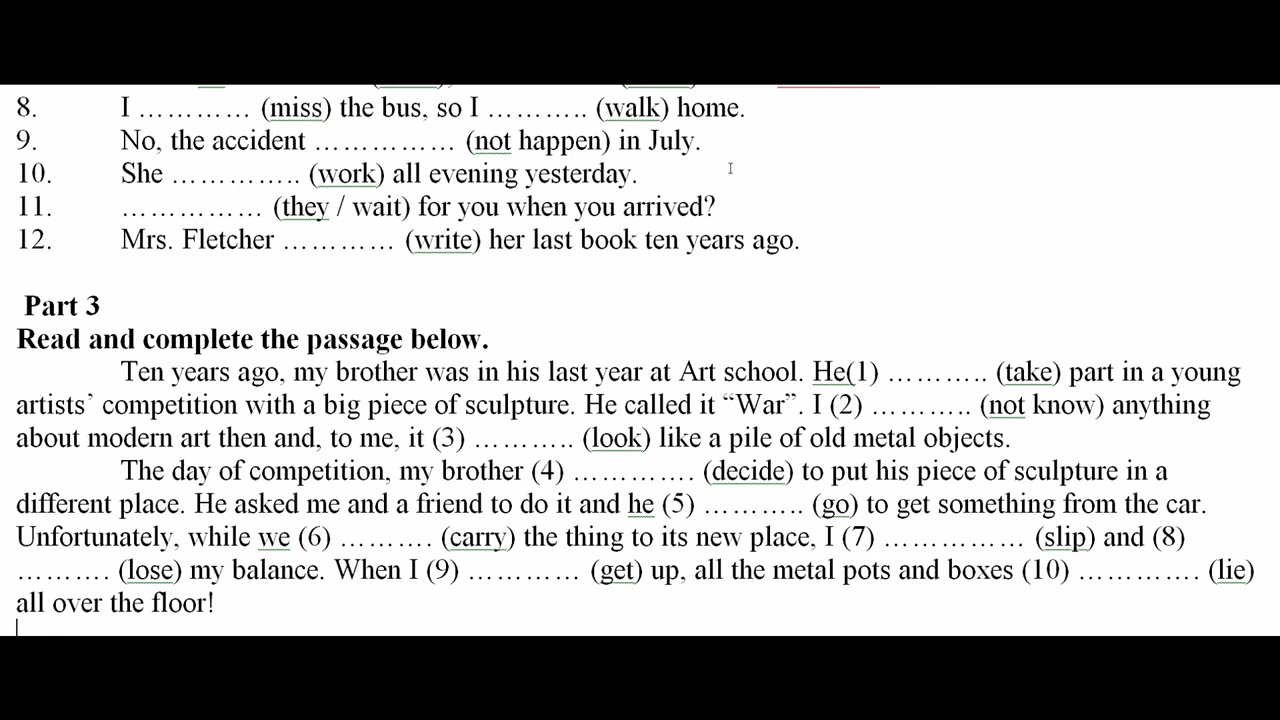 8. I ………… (miss) the bus, so I ……….. (walk) home.
9. No, the accident …………… (not happen) in July.
10. She ………….. (work) all evening yesterday.
11. …………… (they / wait) for you when you arrived?
12. Mrs. Fletcher ………… (write) her last book ten years ago.
Part 3
Read and complete the passage below.
Ten years ago, my brother was in his last year at Art school. He(1) ……….. (take) part in a young
artists’ competition with a big piece of sculpture. He called it “War”. I (2) ……….. (not know) anything
about modern art then and, to me, it (3) ……….. (look) like a pile of old metal objects.
The day of competition, my brother (4) …………. (decide) to put his piece of sculpture in a
different place. He asked me and a friend to do it and he (5) ……….. (go) to get something from the car.
Unfortunately, while we (6) ………. (carry) the thing to its new place, I (7) …………… (slip) and (8)
………. (lose) my balance. When I (9) ………… (get) up, all the metal pots and boxes (10) …………. (lie)
all over the floor!